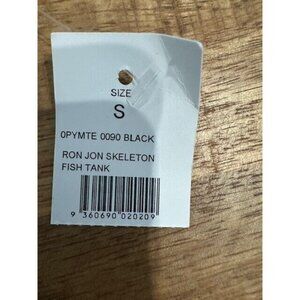 SIZE
S
0PYMTE 0090 BLACK
RON JON SKELETON
FISH TANK
9 360690 020209